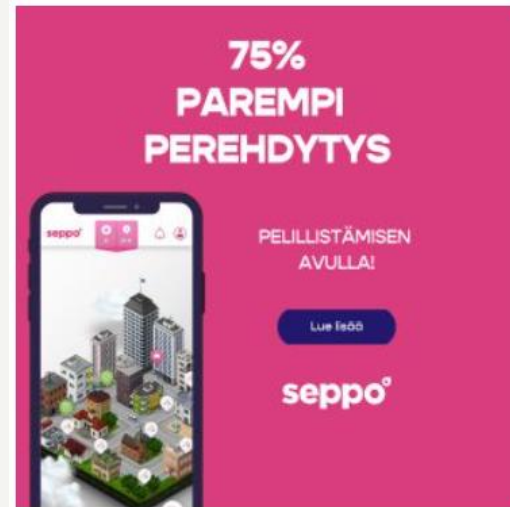 75%
PAREMPI
PEREHDYTYS
seppo
PELILLISTÄMISEN
AVULLA!
Lue lisää
seppo